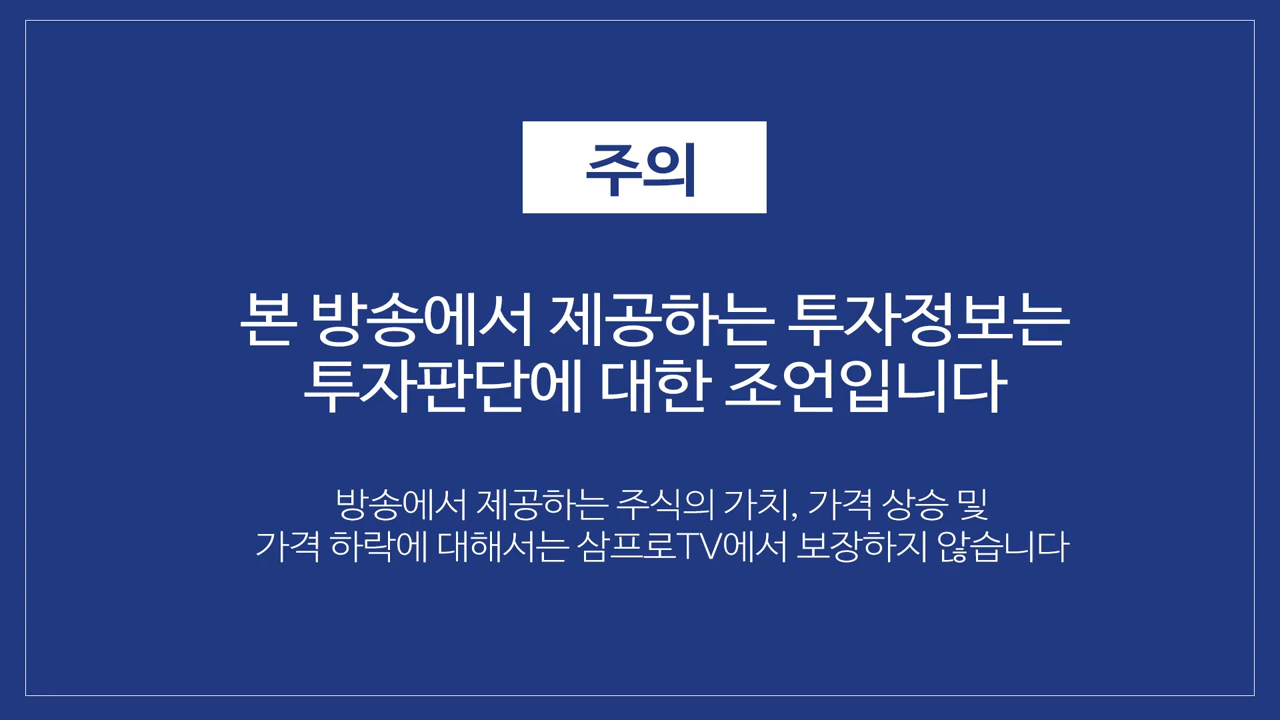 주의
본 방송에서 제공하는 투자정보는
투자판단에 대한 조언입니다
방송에서 제공하는 주식의 가치, 가격 상승 및
가격 하락에 대해서는 삼프로TV에서 보장하지 않습니다